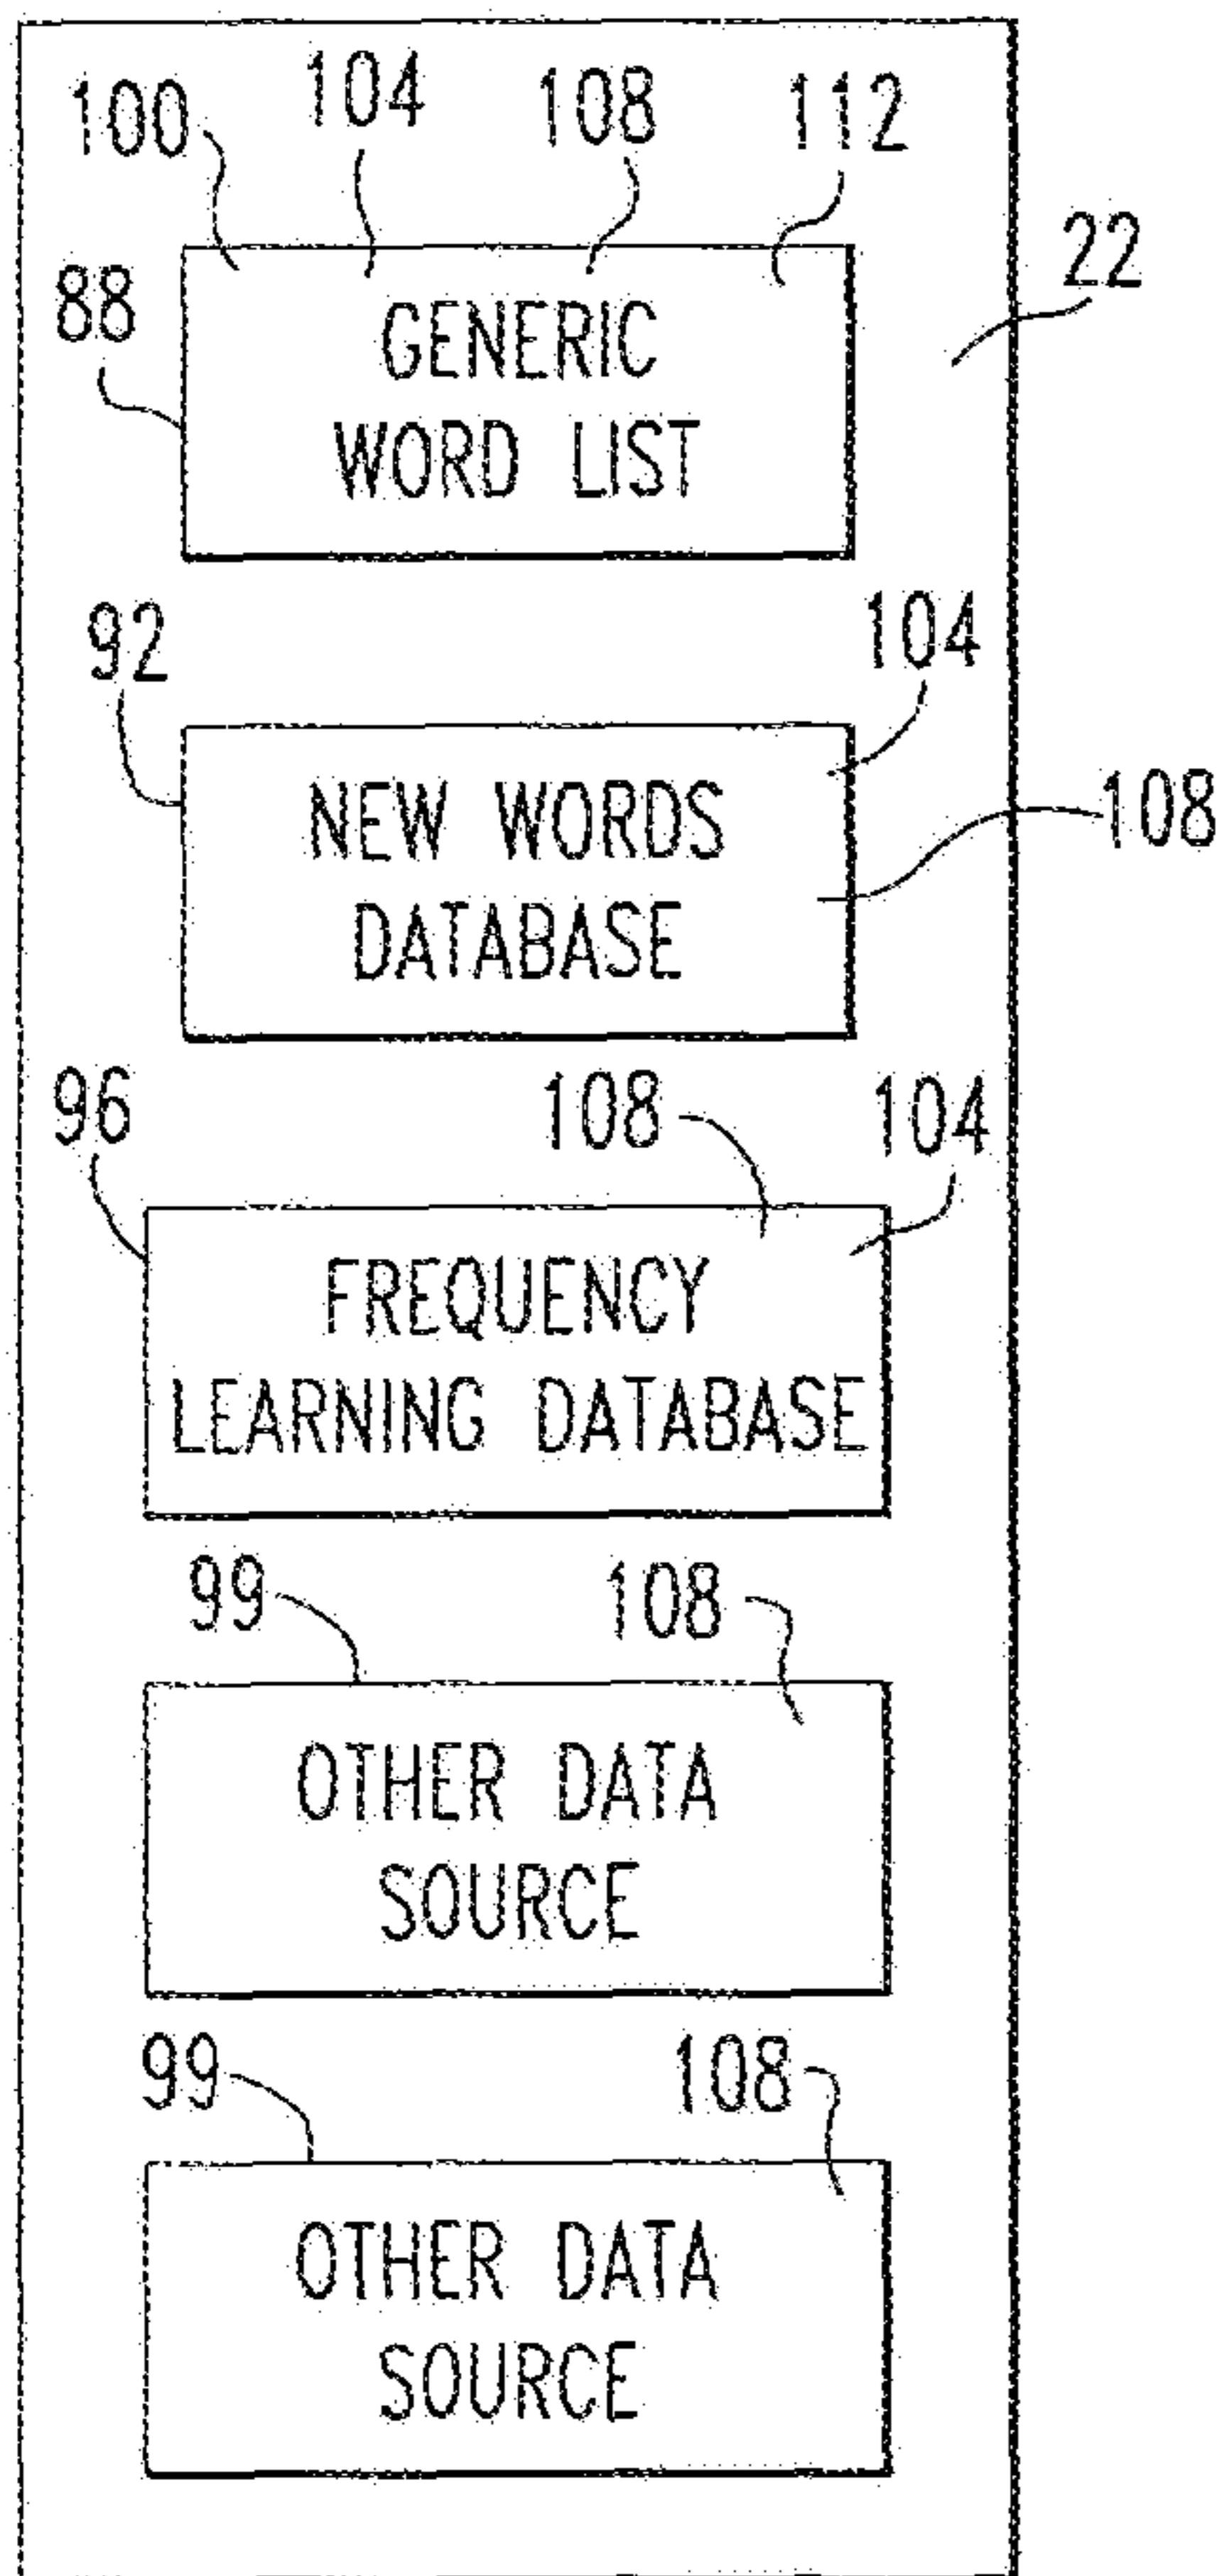 100 104 108 112
22
88
GENERIC
WORD LIST
92
104
NEW WORDS
108
DATABASE
96
108
104
FREQUENCY
LEARNING DATABASE
99
108
OTHER DATA
SOURCE
99
108
OTHER DATA
SOURCE